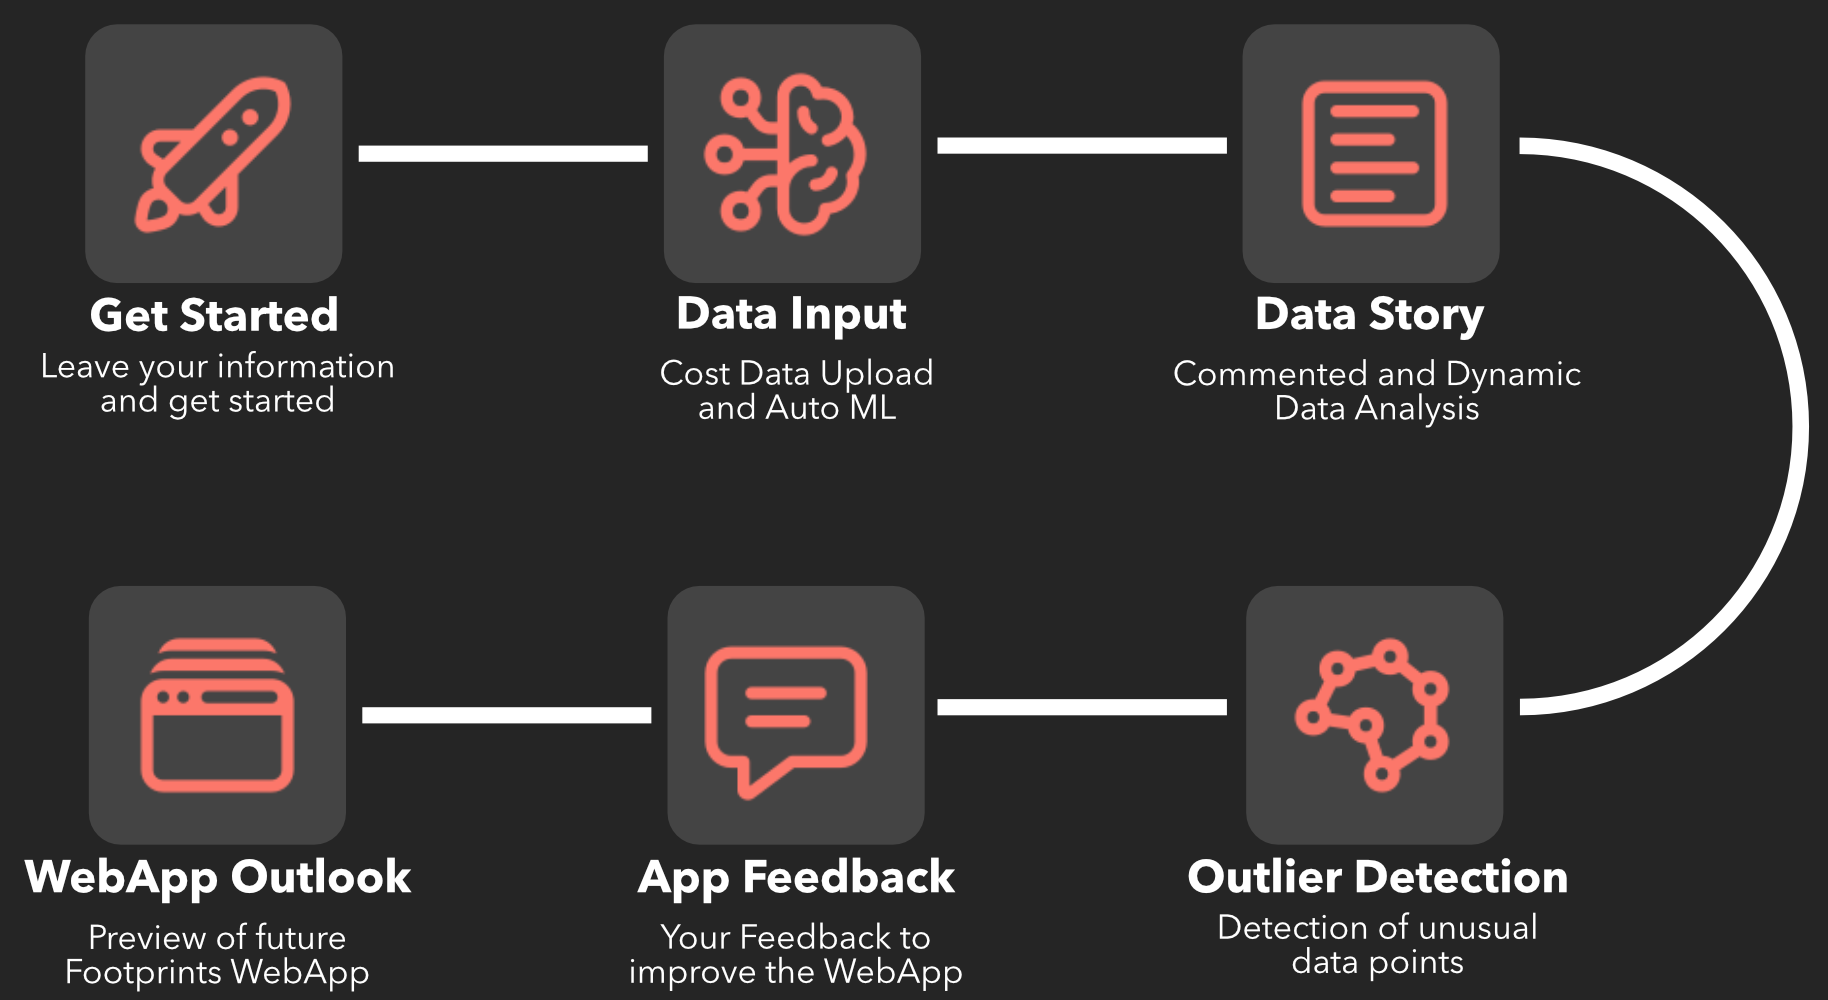 Get Started
Leave your information
and get started
Data Input
Cost Data Upload
and Auto ML
Data Story
Commented and Dynamic
Data Analysis
WebApp Outlook
Preview of future
Footprints WebApp
App Feedback
Your Feedback to
improve the WebApp
Outlier Detection
Detection of unusual
data points